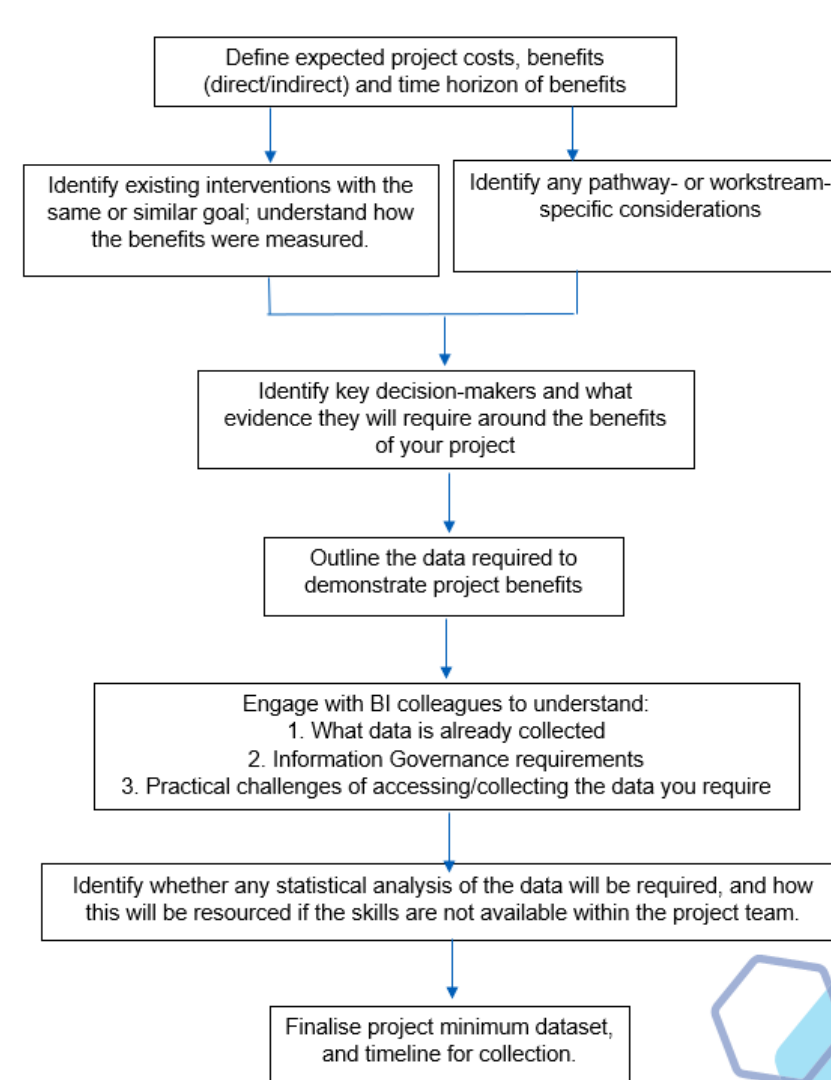 Define expected project costs, benefits
(direct/indirect) and time horizon of benefits
Identify existing interventions with the
same or similar goal; understand how
the benefits were measured.
Identify any pathway- or workstream-
specific considerations
Identify key decision-makers and what
evidence they will require around the benefits
of your project
Outline the data required to
demonstrate project benefits
Engage with BI colleagues to understand:
1. What data is already collected
2. Information Governance requirements
3. Practical challenges of accessing/collecting the data you require
Identify whether any statistical analysis of the data will be required, and how
this will be resourced if the skills are not available within the project team.
Finalise project minimum dataset,
and timeline for collection.